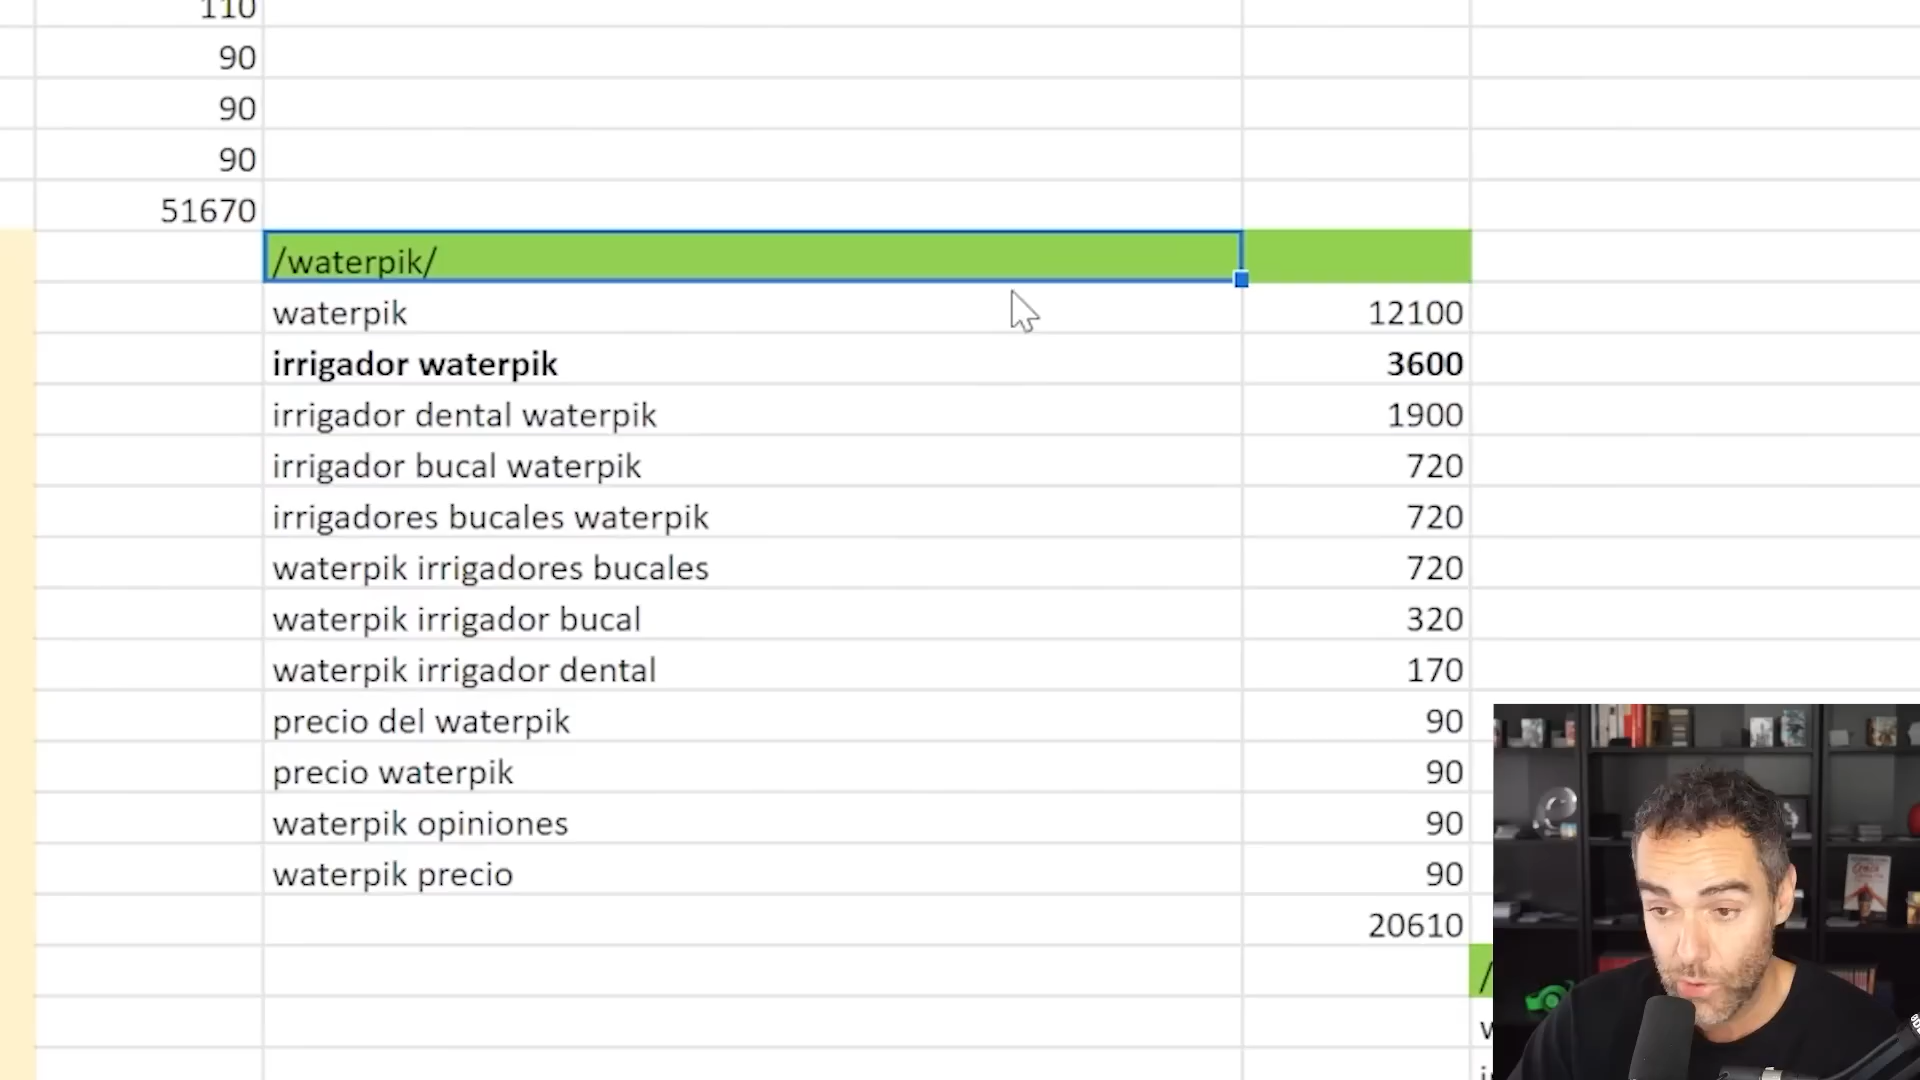 110
90
90
90
51670
/waterpik/
waterpik 12100
irrigador waterpik 3600
irrigador dental waterpik 1900
irrigador bucal waterpik 720
irrigadores bucales waterpik 720
waterpik irrigadores bucales 720
waterpik irrigador bucal 320
waterpik irrigador dental 170
precio del waterpik 90
precio waterpik 90
waterpik opiniones 90
waterpik precio 90
20610
/